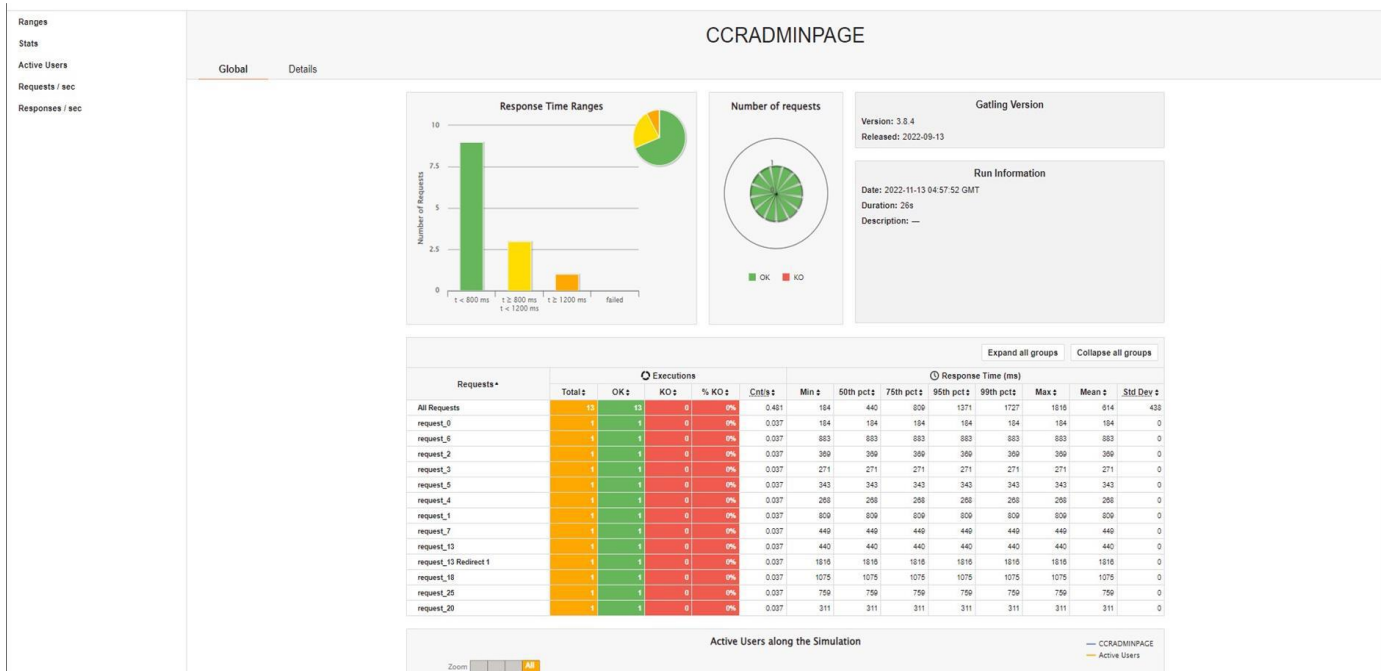 Ranges
Stats
Active Users
Requests / sec
Responses / sec
CCRADMINPAGE
Global Details
Response Time Ranges
10
7.5
5
2.5
0
Number of Requests
t < 800 ms t ≥ 800 ms t ≥ 1200 ms failed
t < 1200 ms
Number of requests
1
OK KO
Gatling Version
Version: 3.8.4
Released: 2022-09-13
Run Information
Date: 2022-11-13 04:57:52 GMT
Duration: 26s
Description: —
Expand all groups Collapse all groups
Requests Executions Response Time (ms)
Total OK KO % KO Cnt/s Min 50th pct 75th pct 95th pct 99th pct Max Mean Std Dev
All Requests 13 13 0 0% 0.481 184 440 809 1371 1727 1816 614 438
request_0 1 1 0 0% 0.037 184 184 184 184 184 184 184 0
request_6 1 1 0 0% 0.037 883 883 883 883 883 883 883 0
request_2 1 1 0 0% 0.037 369 369 369 369 369 369 369 0
request_3 1 1 0 0% 0.037 271 271 271 271 271 271 271 0
request_5 1 1 0 0% 0.037 343 343 343 343 343 343 343 0
request_4 1 1 0 0% 0.037 268 268 268 268 268 268 268 0
request_1 1 1 0 0% 0.037 809 809 809 809 809 809 809 0
request_7 1 1 0 0% 0.037 449 449 449 449 449 449 449 0
request_13 1 1 0 0% 0.037 440 440 440 440 440 440 440 0
request_13 Redirect 1 1 1 0 0% 0.037 1816 1816 1816 1816 1816 1816 1816 0
request_18 1 1 0 0% 0.037 1075 1075 1075 1075 1075 1075 1075 0
request_25 1 1 0 0% 0.037 759 759 759 759 759 759 759 0
request_20 1 1 0 0% 0.037 311 311 311 311 311 311 311 0
Active Users along the Simulation
CCRADMINPAGE
Active Users
Zoom All